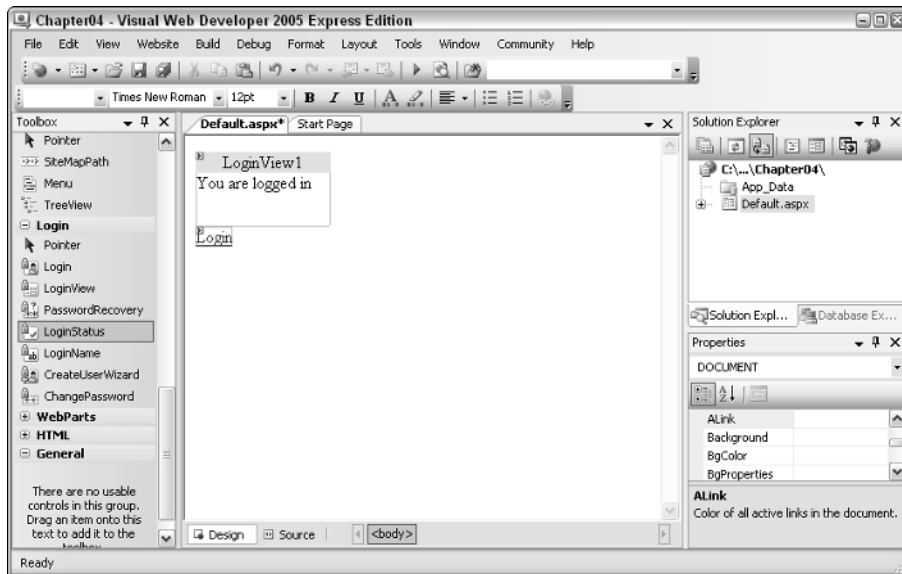 Chapter04 - Visual Web Developer 2005 Express Edition
File Edit View Website Build Debug Format Layout Tools Window Community Help
Times New Roman 12pt B I U A
Toolbox
Pointer
SiteMapPath
Menu
TreeView
Login
Pointer
Login
LoginView
PasswordRecovery
LoginStatus
LoginName
CreateUserWizard
ChangePassword
WebParts
HTML
General
There are no usable
controls in this group.
Drag an item onto this
text to add it to the
toolbox.
Default.aspx* Start Page
LoginView1
You are logged in
Login
Design Source <body>
Solution Explorer
C:\...\Chapter04\
App_Data
Default.aspx
Solution Expl... Database Ex...
Properties
DOCUMENT
ALink
Background
BgColor
BgProperties
ALink
Color of all active links in the document.
Ready